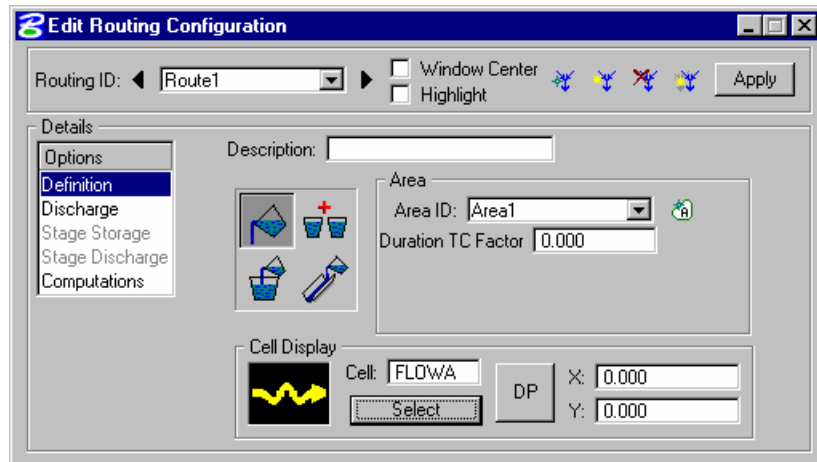 Edit Routing Configuration
Routing ID: Route1
Window Center
Highlight
Apply
Details
Options
Definition
Discharge
Stage Storage
Stage Discharge
Computations
Description:
Area
Area ID: Area1
A
Duration TC Factor 0.000
Cell Display
Cell: FLOWA
Select
DP
X: 0.000
Y: 0.000